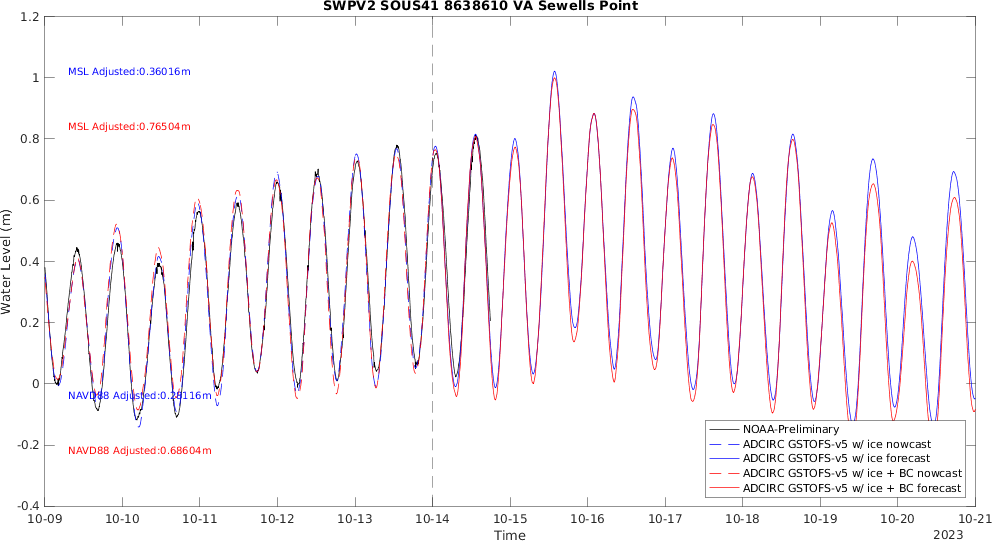 SWPV2 SOUS41 8638610 VA Sewells Point
1.2
1
0.8
0.6
0.4
0.2
0
-0.2
-0.4
Water Level (m)
MSL Adjusted:0.36016m
MSL Adjusted:0.76504m
NAVD88 Adjusted:0.28116m
NAVD88 Adjusted:0.68604m
NOAA-Preliminary
ADCIRC GSTOFS-v5 w/ ice nowcast
ADCIRC GSTOFS-v5 w/ ice forecast
ADCIRC GSTOFS-v5 w/ ice + BC nowcast
ADCIRC GSTOFS-v5 w/ ice + BC forecast
10-09 10-10 10-11 10-12 10-13 10-14 10-15 10-16 10-17 10-18 10-19 10-20 10-21
Time
2023